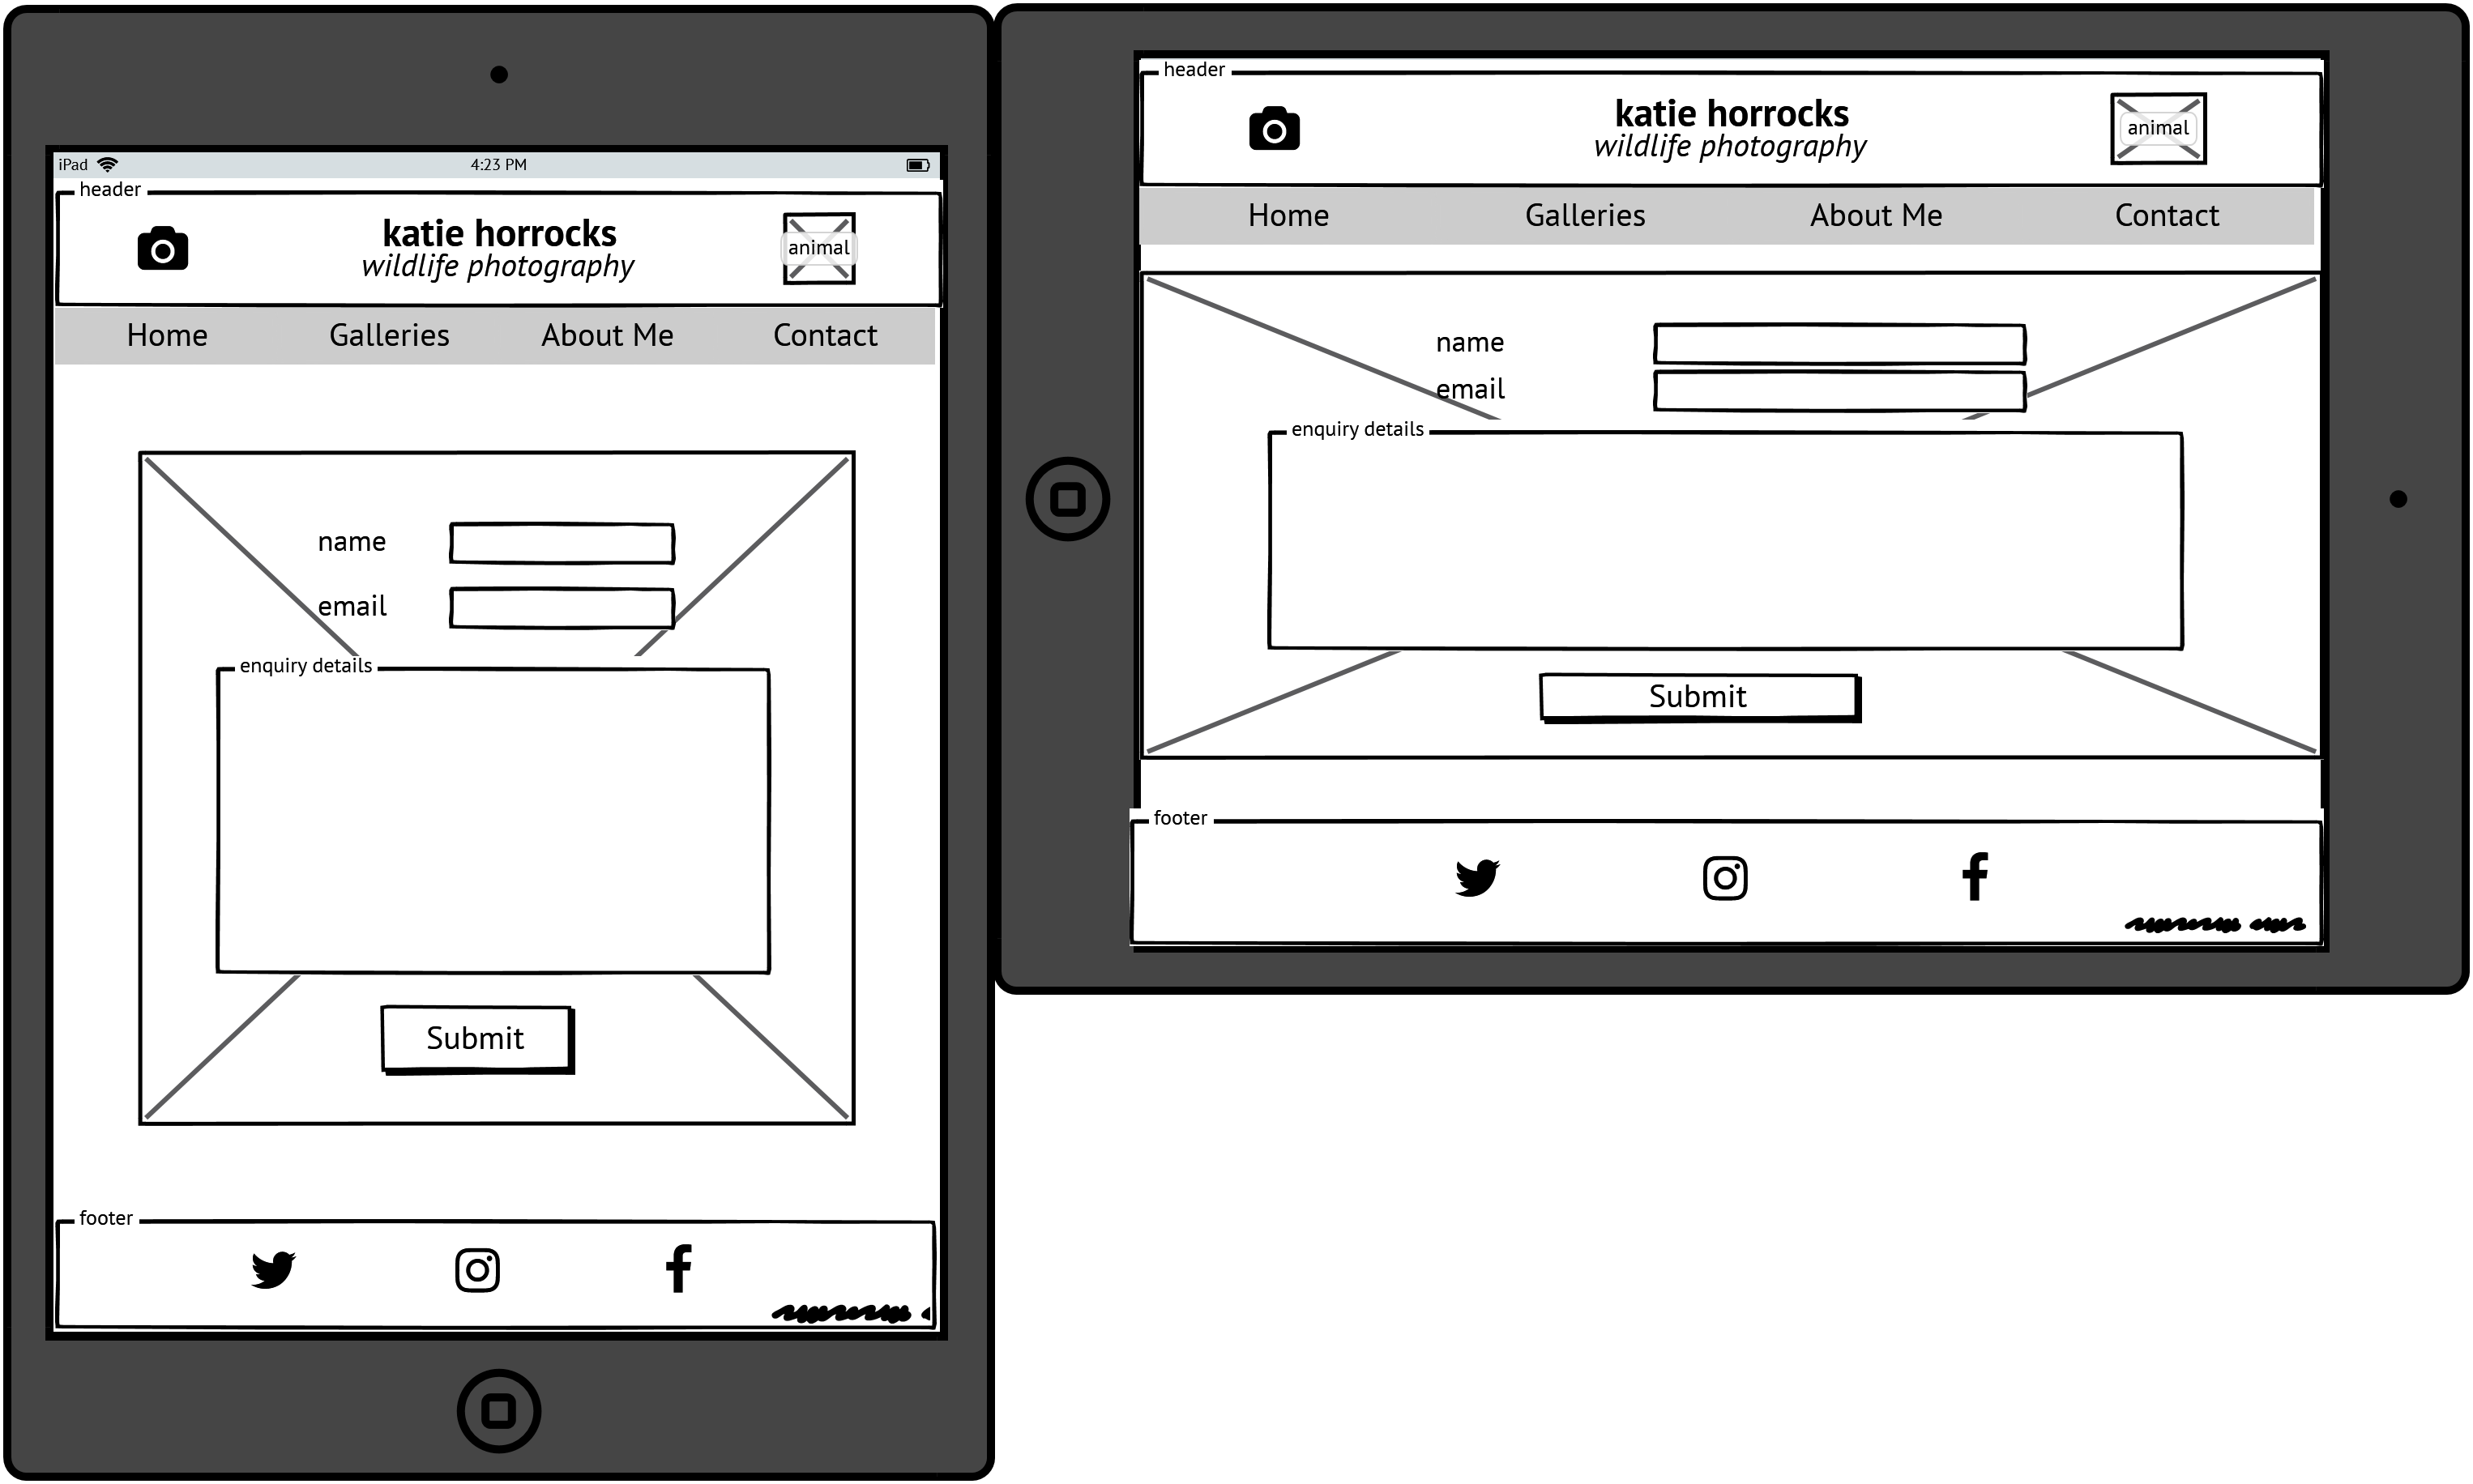 iPad 4:23 PM
header
katie horrocks
wildlife photography
animal
Home Galleries About Me Contact
name
email
enquiry details
Submit
footer
header
katie horrocks
wildlife photography
animal
Home Galleries About Me Contact
name
email
enquiry details
Submit
footer